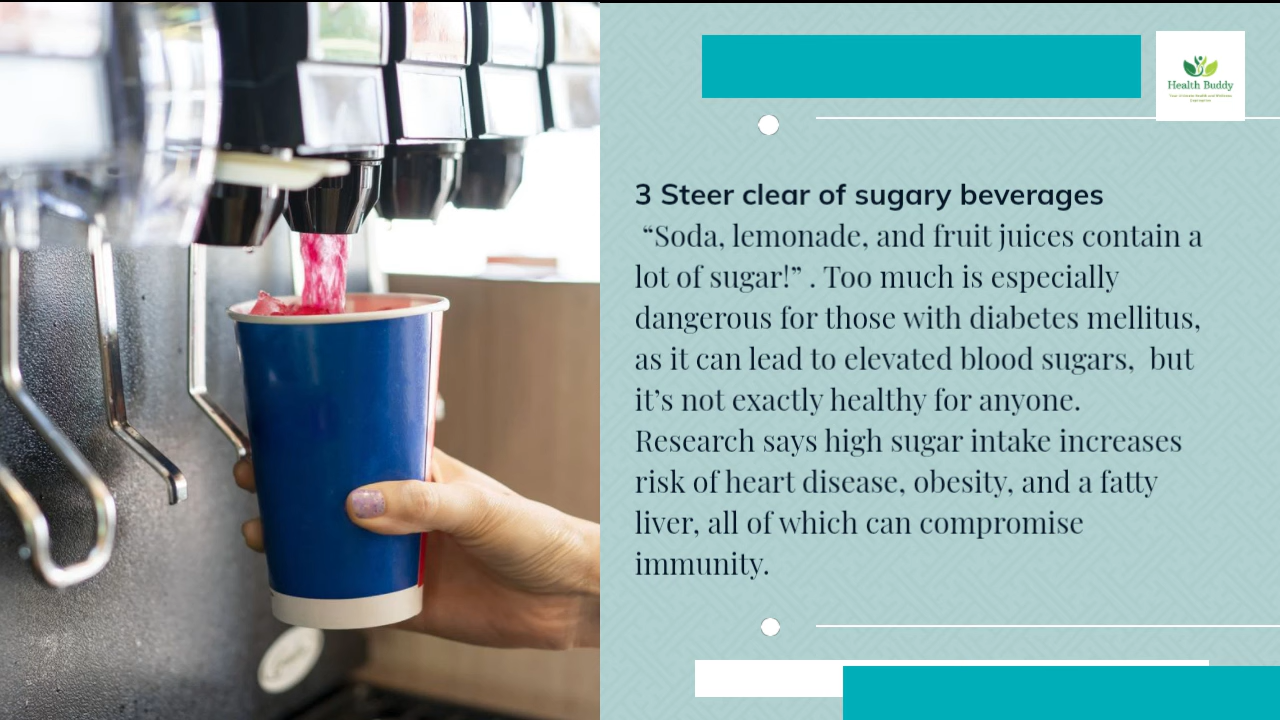 Health Buddy
3 Steer clear of sugary beverages
“Soda, lemonade, and fruit juices contain a
lot of sugar!” . Too much is especially
dangerous for those with diabetes mellitus,
as it can lead to elevated blood sugars,  but
it’s not exactly healthy for anyone.
Research says high sugar intake increases
risk of heart disease, obesity, and a fatty
liver, all of which can compromise
immunity.